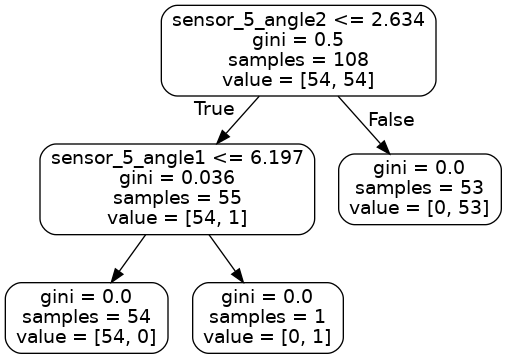 sensor_5_angle2 <= 2.634
gini = 0.5
samples = 108
value = [54, 54]
True
False
sensor_5_angle1 <= 6.197
gini = 0.036
samples = 55
value = [54, 1]
gini = 0.0
samples = 53
value = [0, 53]
gini = 0.0
samples = 54
value = [54, 0]
gini = 0.0
samples = 1
value = [0, 1]